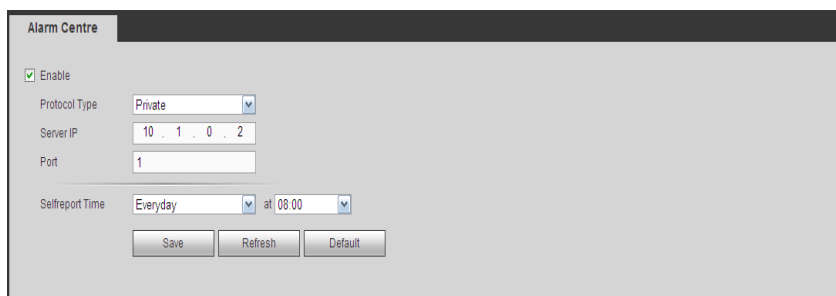 Alarm Centre
Enable
Protocol Type Private
Server IP 10 . 1 . 0 . 2
Port 1
Selfreport Time Everyday at 08:00
Save Refresh Default